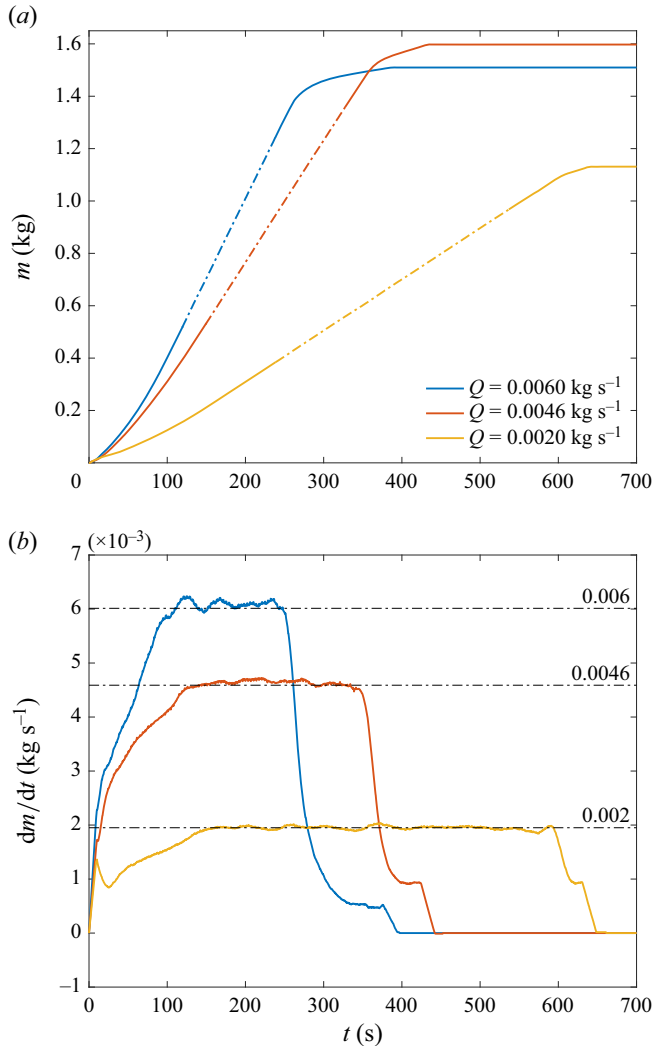 (a)
1.6
1.4
1.2
1.0
0.8
0.6
0.4
0.2
m (kg)
Q = 0.0060 kg s⁻¹
Q = 0.0046 kg s⁻¹
Q = 0.0020 kg s⁻¹
0 100 200 300 400 500 600 700
(b)
(×10⁻³)
7
6
5
4
3
2
1
0
–1
dm/dt (kg s⁻¹)
0.006
0.0046
0.002
0 100 200 300 400 500 600 700
t (s)